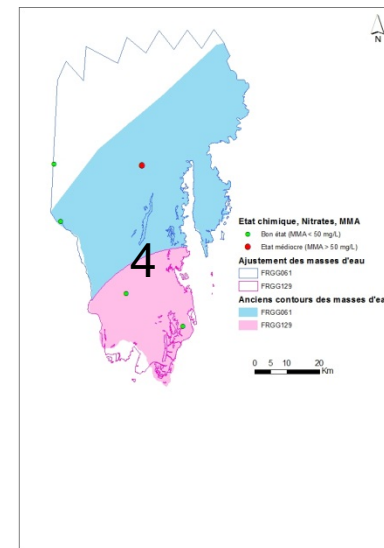 N
4
Etat chimique, Nitrates, MMA
Bon état (MMA < 50 mg/L)
Etat médiocre (MMA > 50 mg/L)
Ajustement des masses d'eau
FRGG061
FRGG129
Anciens contours des masses d'ea
FRGG061
FRGG129
0 5 10 20
Km